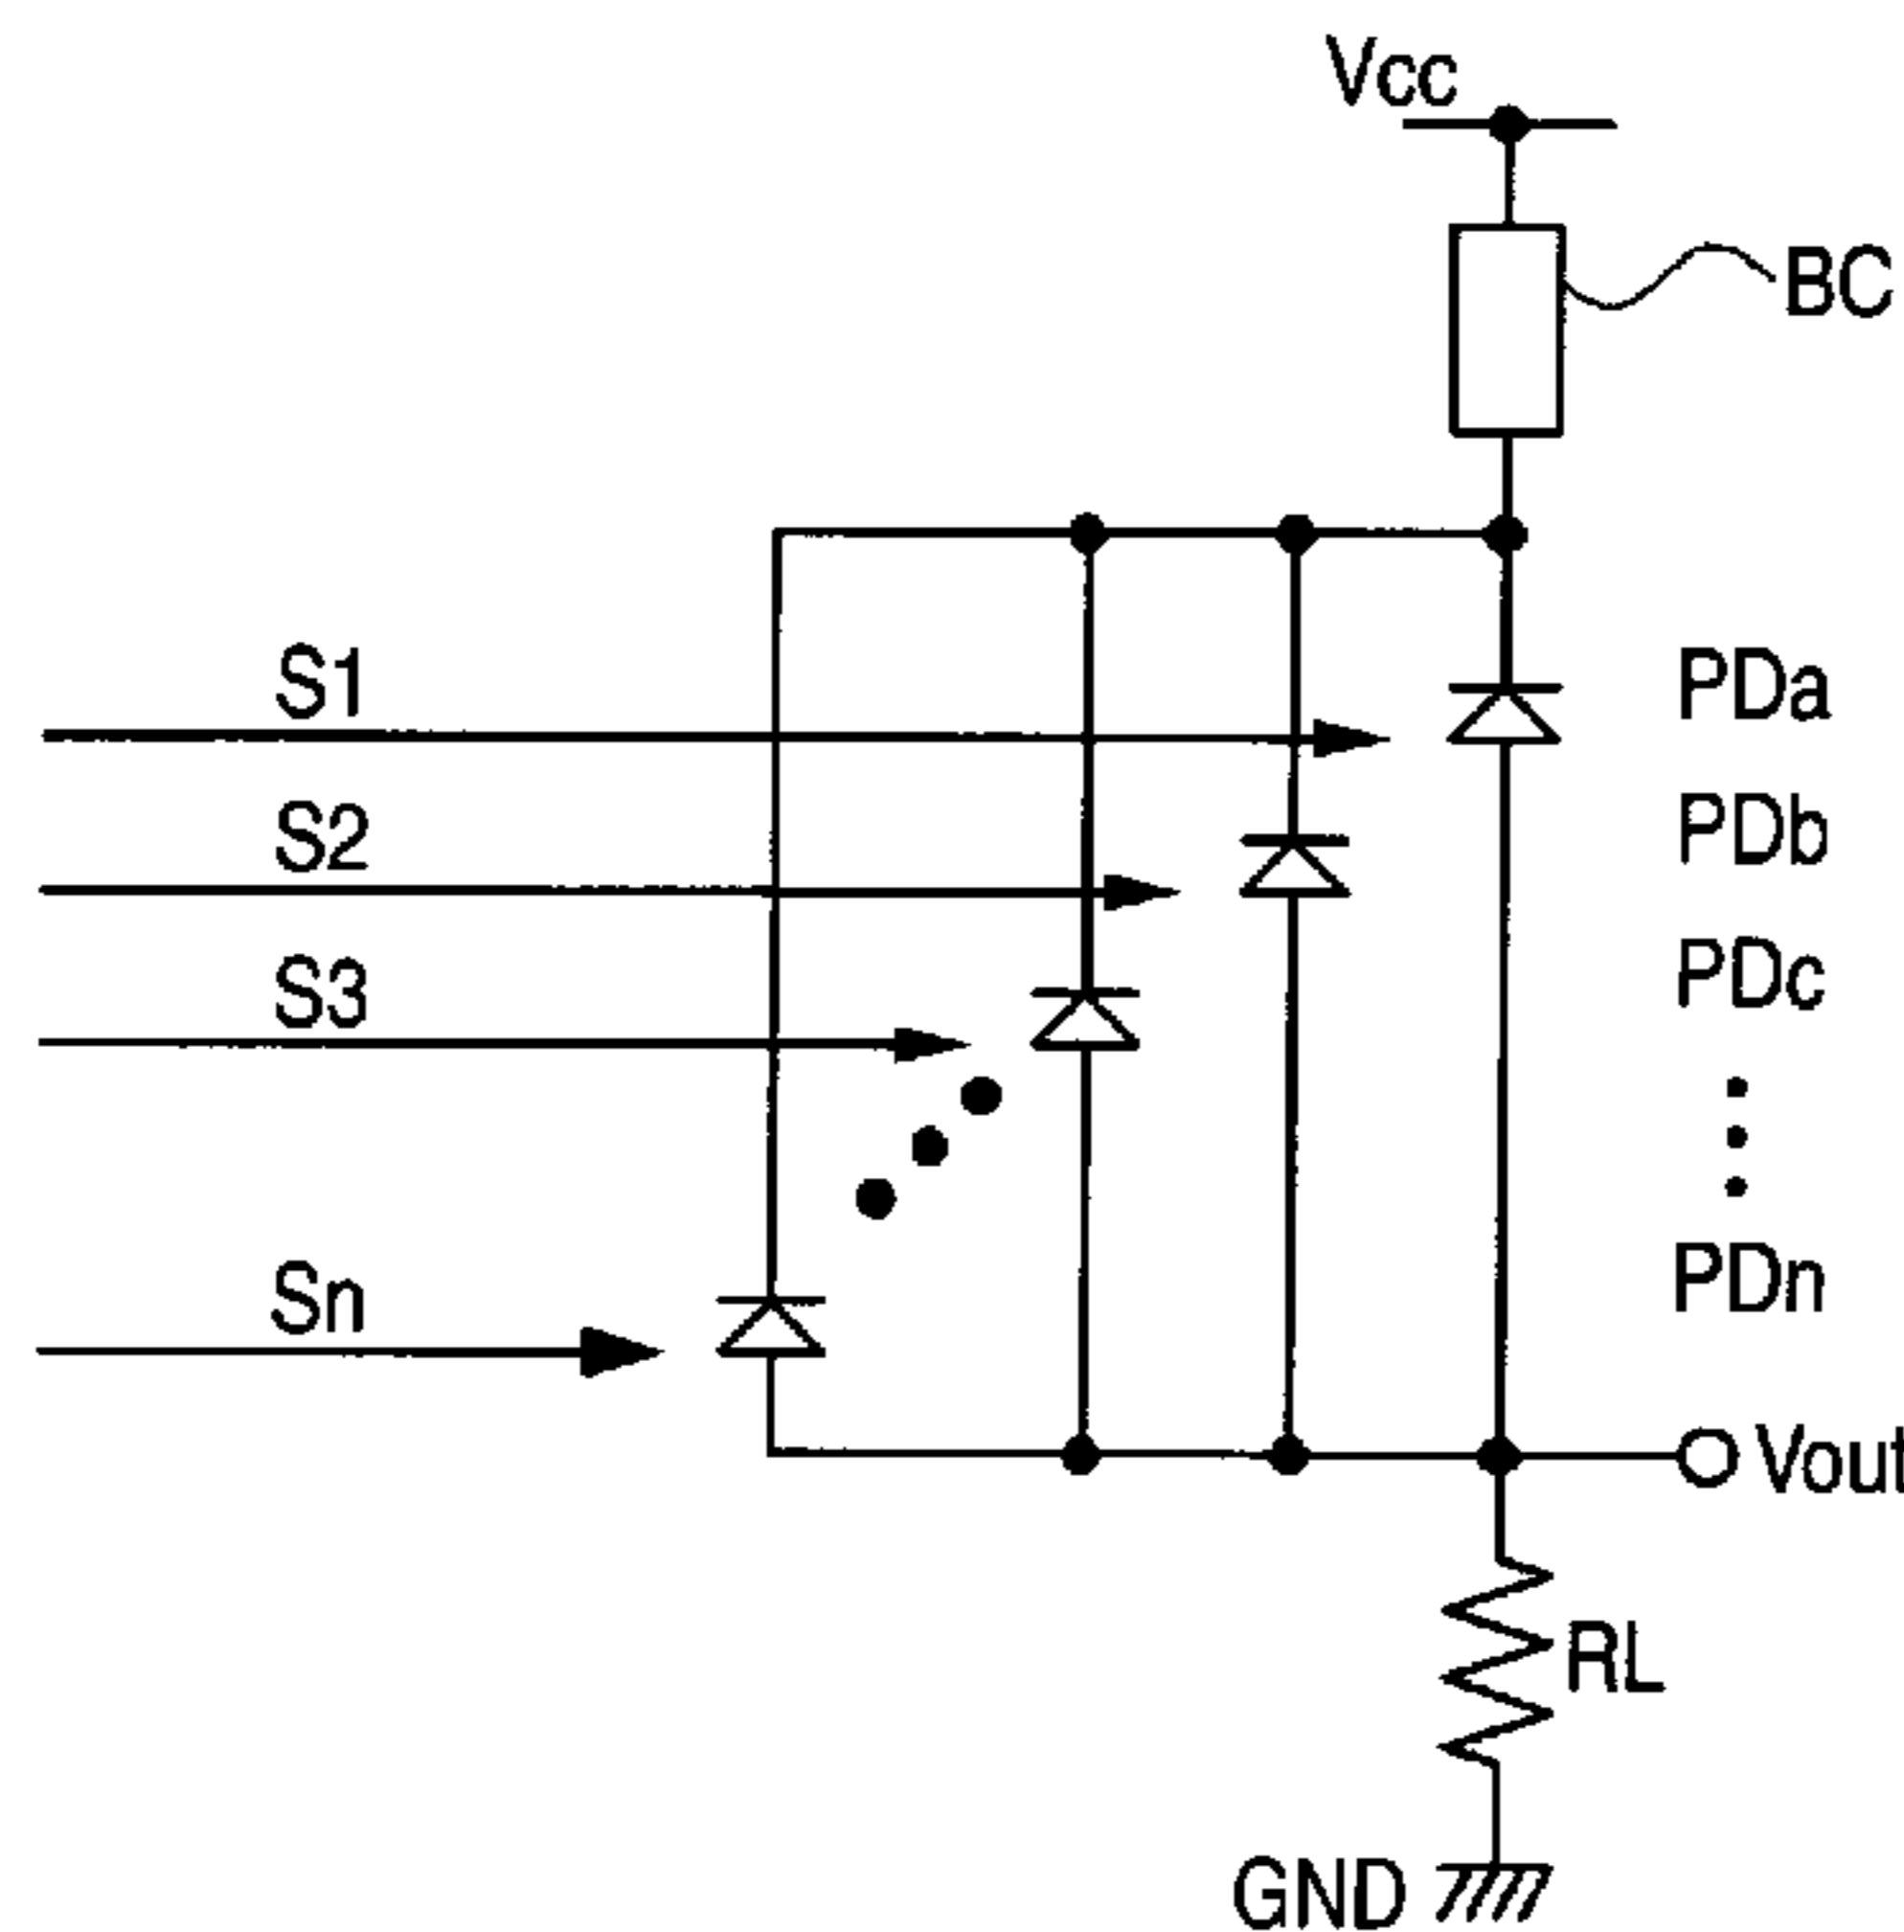 Vcc
BC
S1
PDa
S2
PDb
S3
PDc
Sn
PDn
Vout
RL
GND